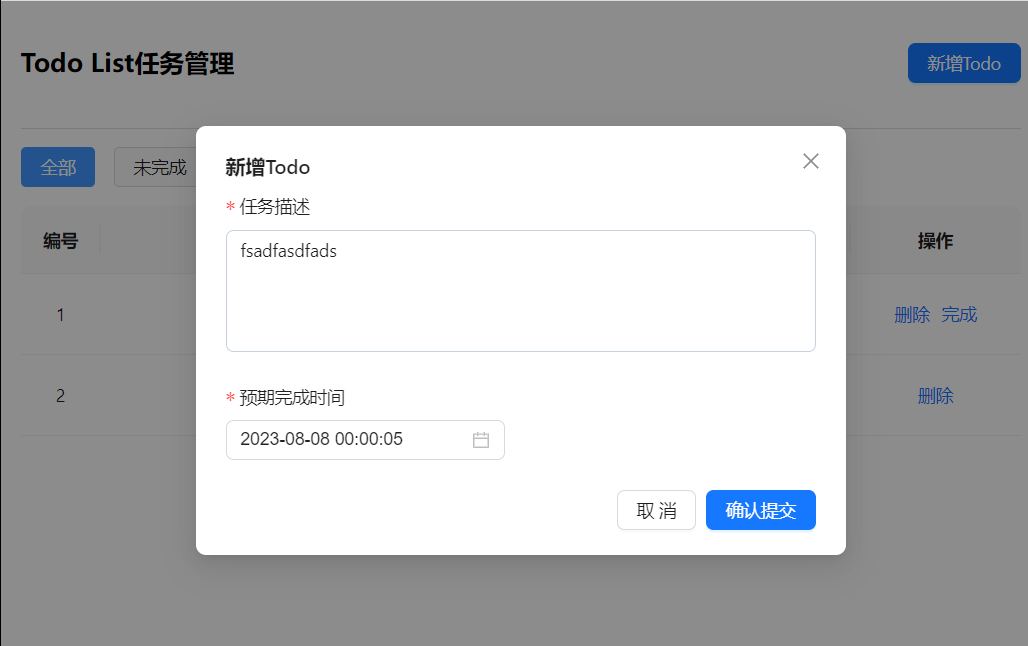 Todo List任务管理
新增Todo
全部
未完成
编号
操作
1
删除 完成
2
删除
新增Todo
* 任务描述
fsadfasdfads
* 预期完成时间
2023-08-08 00:00:05
取 消
确认提交